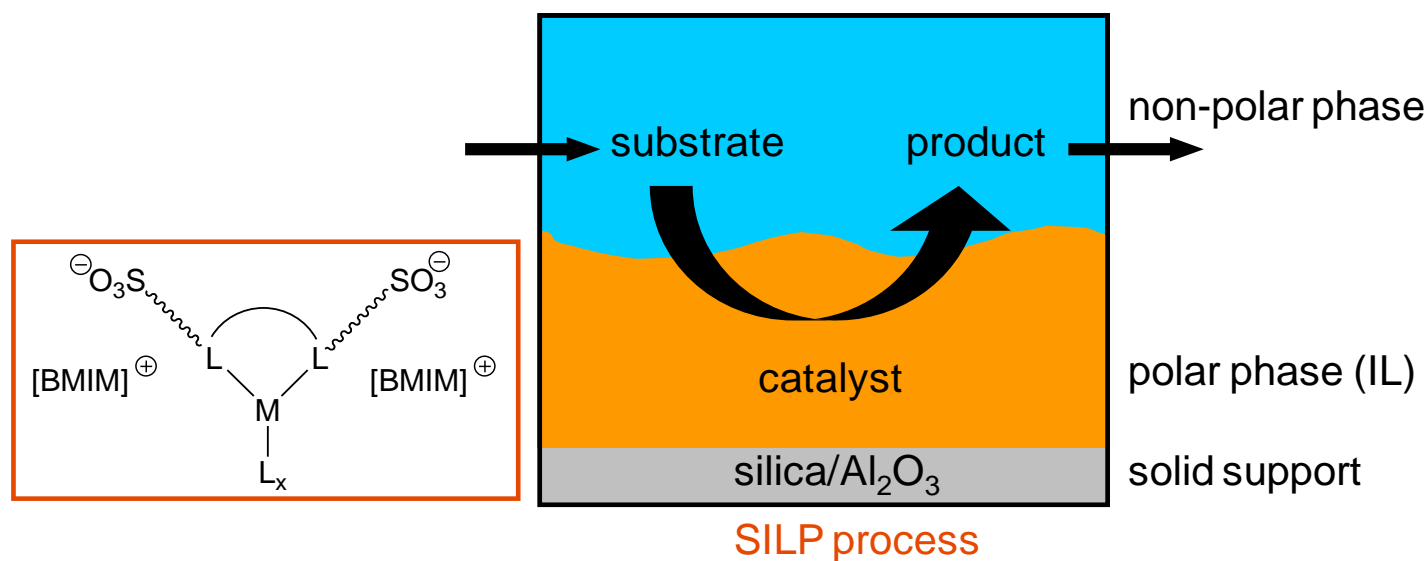 non-polar phase
substrate product
⊖O₃S SO₃⊖
L L
[BMIM]⊕ [BMIM]⊕
M
Lₓ
catalyst
polar phase (IL)
silica/Al₂O₃
solid support
SILP process